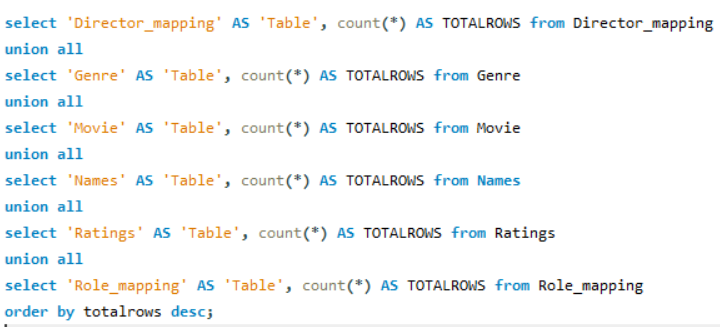 select 'Director_mapping' AS 'Table', count(*) AS TOTALROWS from Director_mapping
union all
select 'Genre' AS 'Table', count(*) AS TOTALROWS from Genre
union all
select 'Movie' AS 'Table', count(*) AS TOTALROWS from Movie
union all
select 'Names' AS 'Table', count(*) AS TOTALROWS from Names
union all
select 'Ratings' AS 'Table', count(*) AS TOTALROWS from Ratings
union all
select 'Role_mapping' AS 'Table', count(*) AS TOTALROWS from Role_mapping
order by totalrows desc;